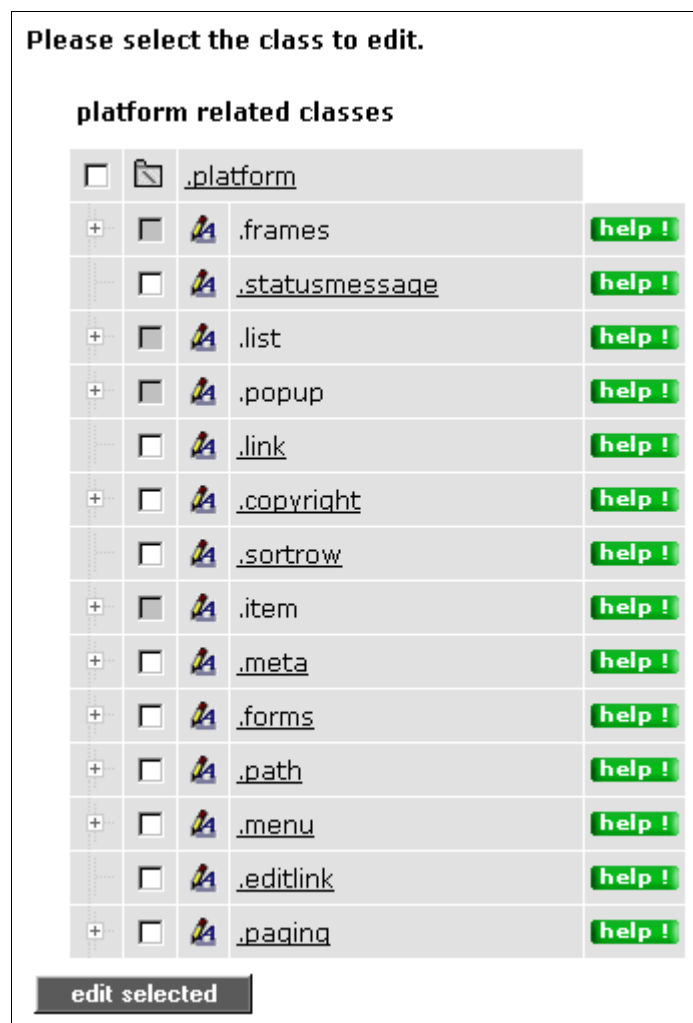 Please select the class to edit.
platform related classes
.platform
.frames help !
.statusmessage help !
.list help !
.popup help !
.link help !
.copyright help !
.sortrow help !
.item help !
.meta help !
.forms help !
.path help !
.menu help !
.editlink help !
.paging help !
edit selected